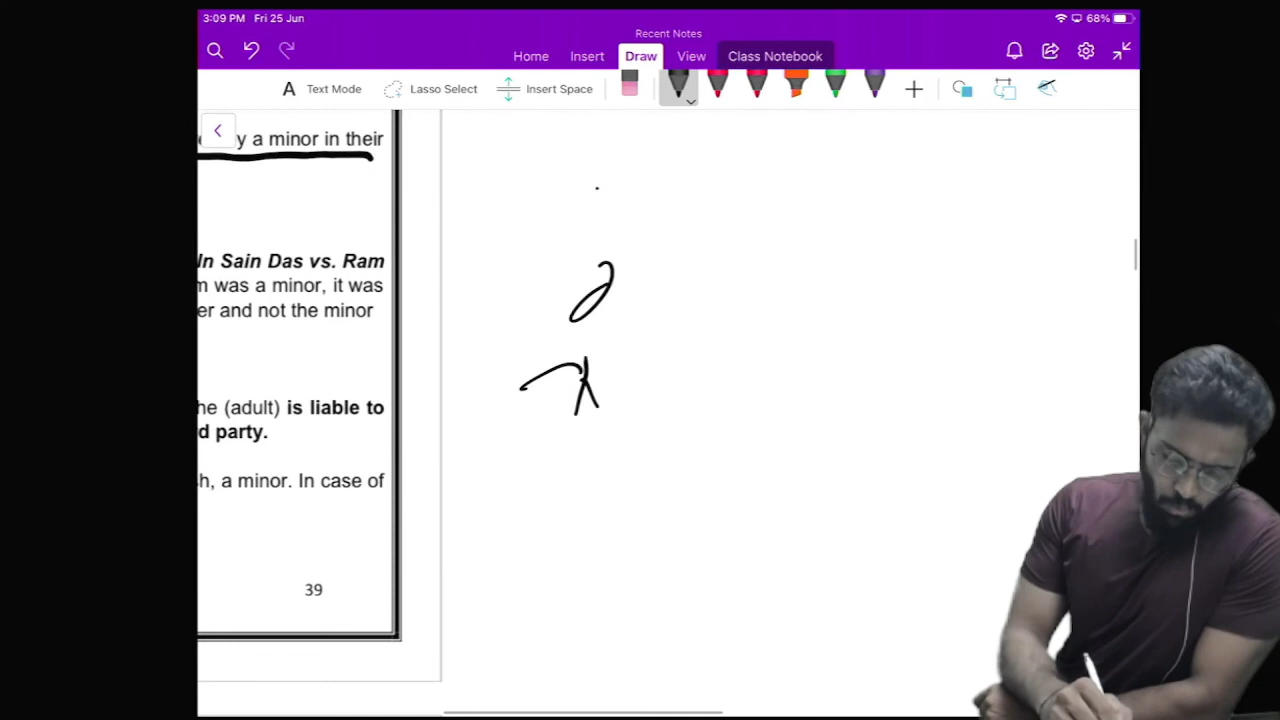 3:09 PM Fri 25 Jun
68%
Recent Notes
Home Insert Draw View Class Notebook
A Text Mode Lasso Select Insert Space
y a minor in their
In Sain Das vs. Ram
m was a minor, it was
er and not the minor
he (adult) is liable to
d party.
h, a minor. In case of
39